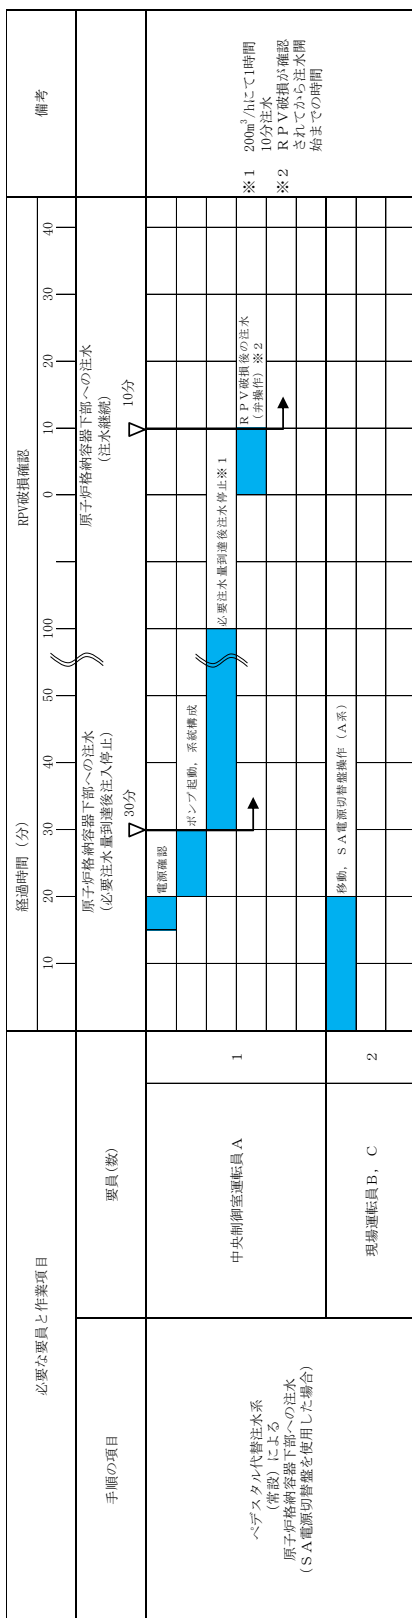 必要な要員と作業項目
経過時間（分）
RPV破損確認
備考
手順の項目
要員(数)
10 20 30 40 50 100 0 10 20 30 40
原子炉格納容器下部への注水
（必要注水量到達後注入停止）
30分
原子炉格納容器下部への注水
（注水継続）
10分
ペデスタル代替注水系
（常設）による
原子炉格納容器下部への注水
（ＳＡ電源切替盤を使用した場合）
中央制御室運転員Ａ
1
電源確認
ポンプ起動，系統構成
必要注水量到達後注水停止※１
ＲＰＶ破損後の注水
（弁操作）※２
現場運転員Ｂ，Ｃ
2
移動，ＳＡ電源切替盤操作（Ａ系）
※1 200m³/hにて1時間
10分注水
※２ ＲＰＶ破損が確認
されてから注水開
始までの時間